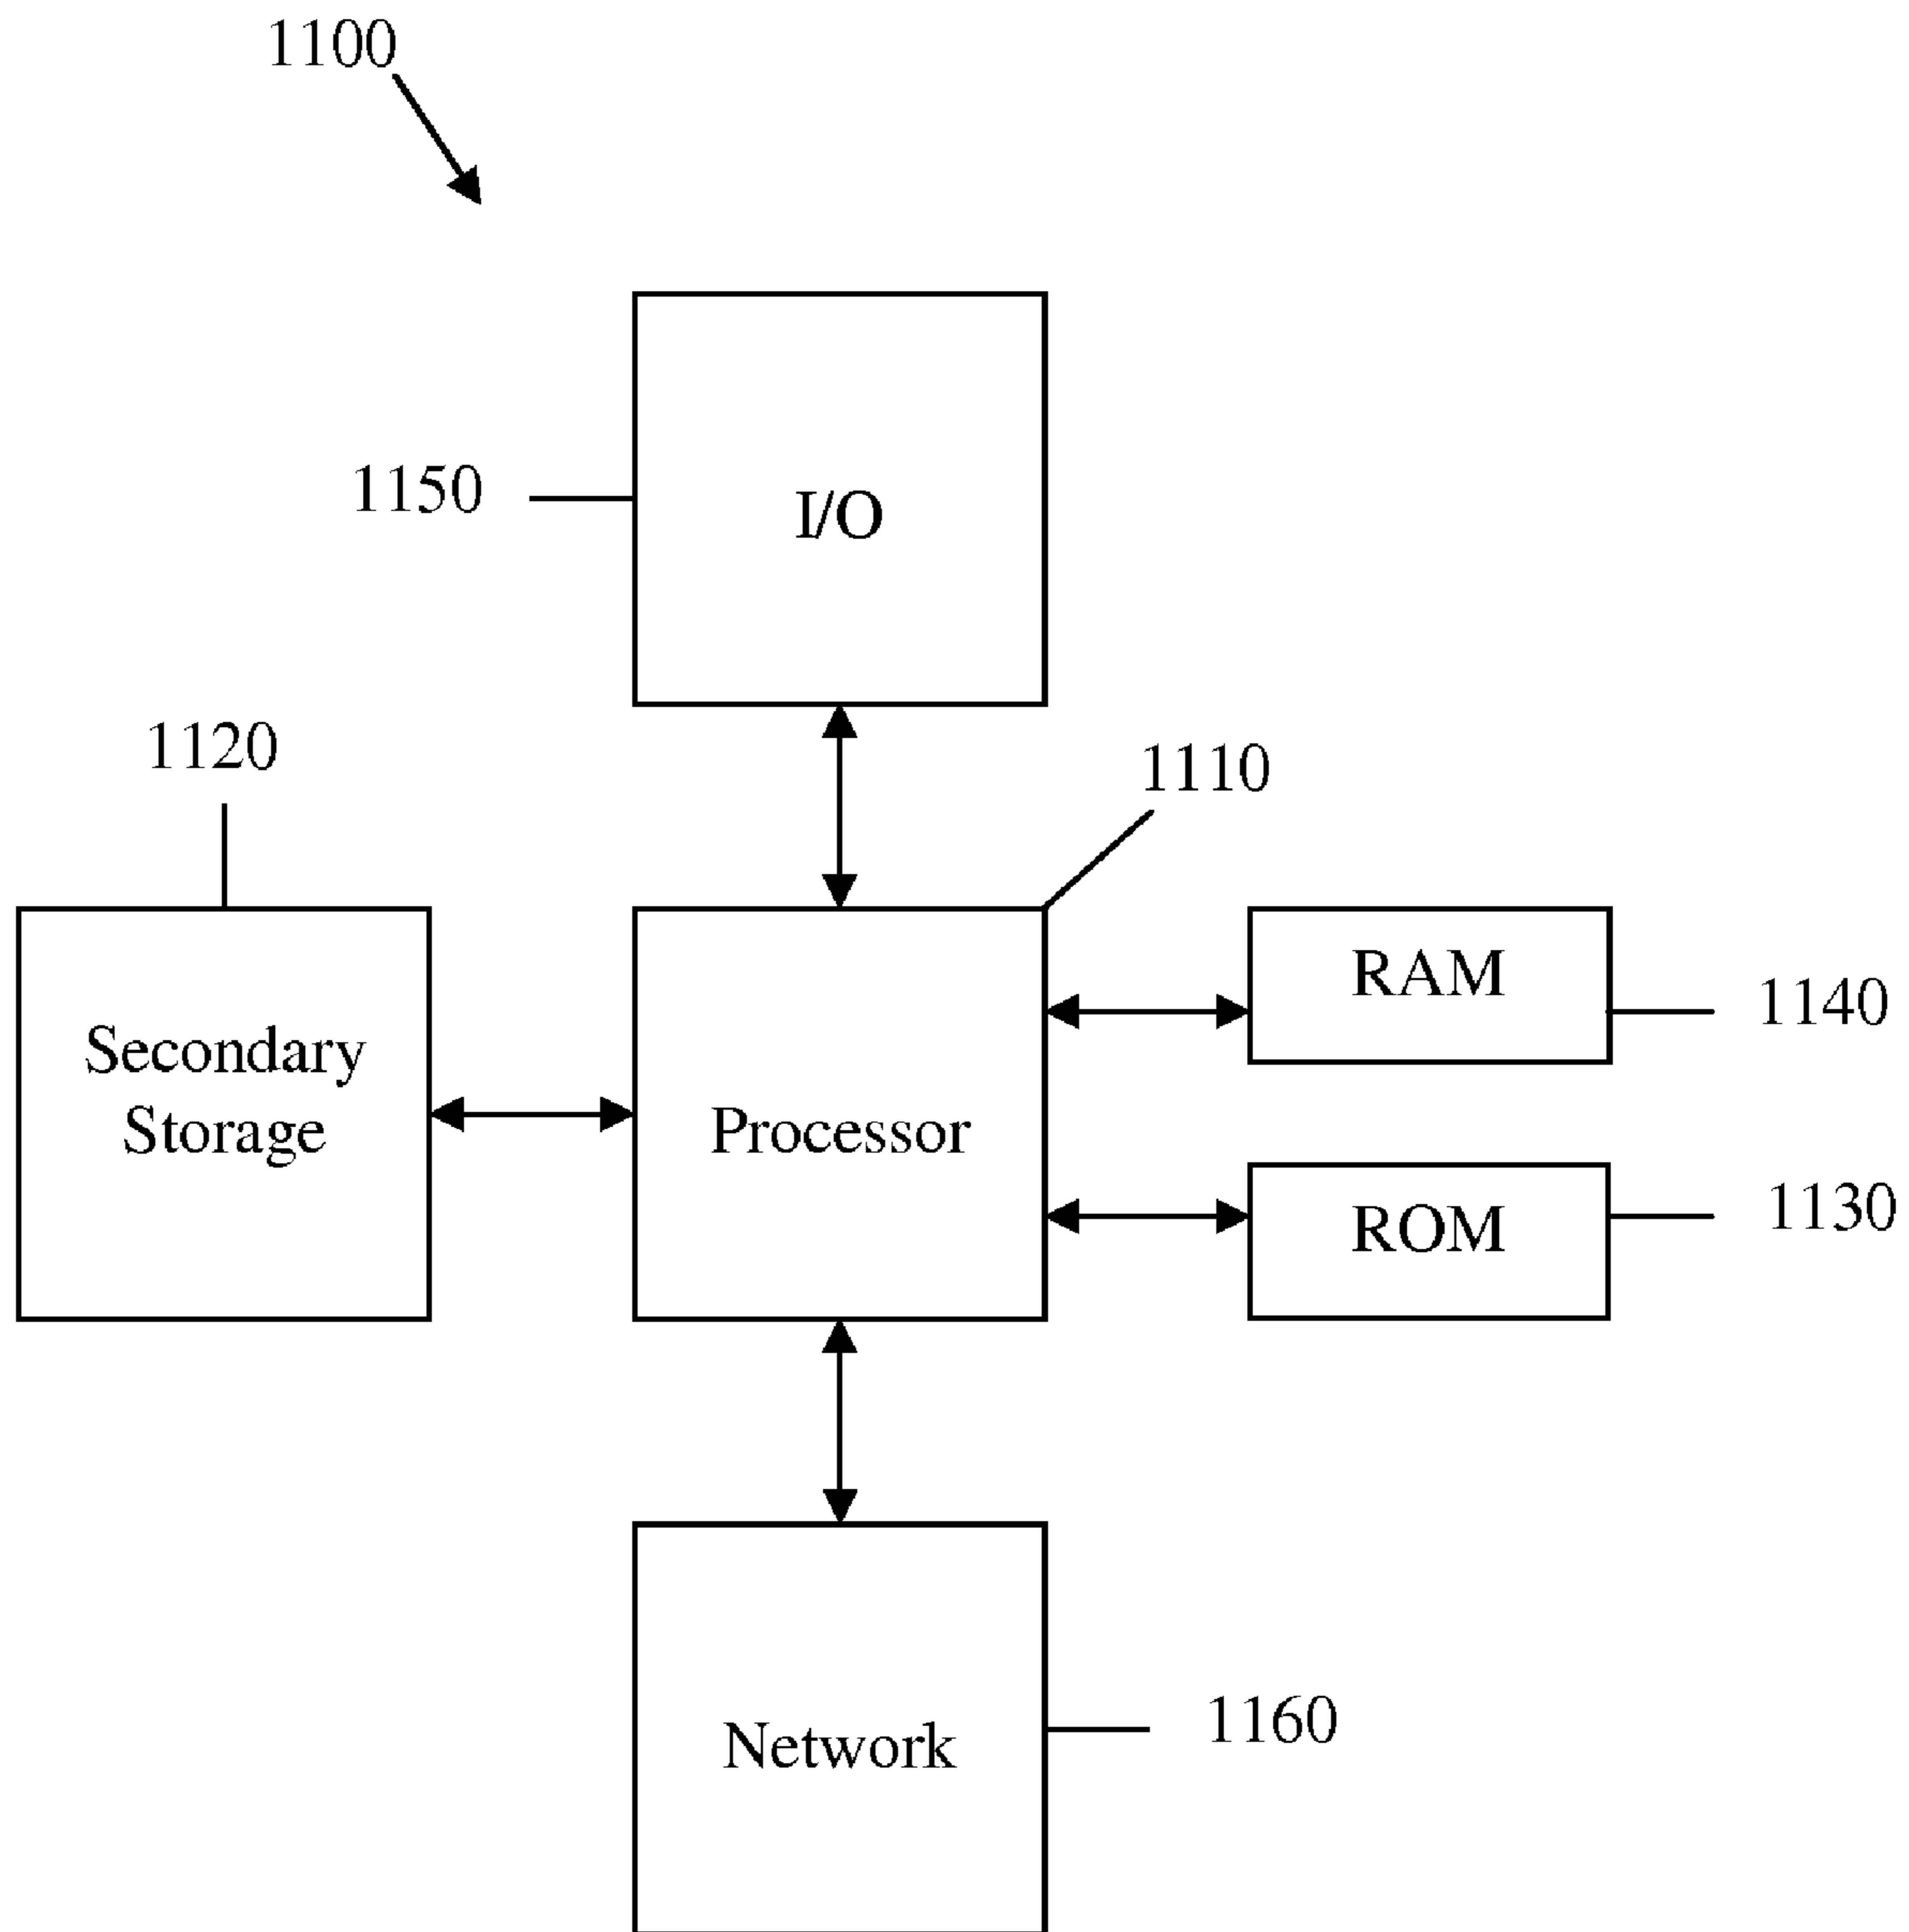 1100
1150
I/O
1120
1110
RAM
1140
Secondary
Storage
Processor
ROM
1130
Network
1160